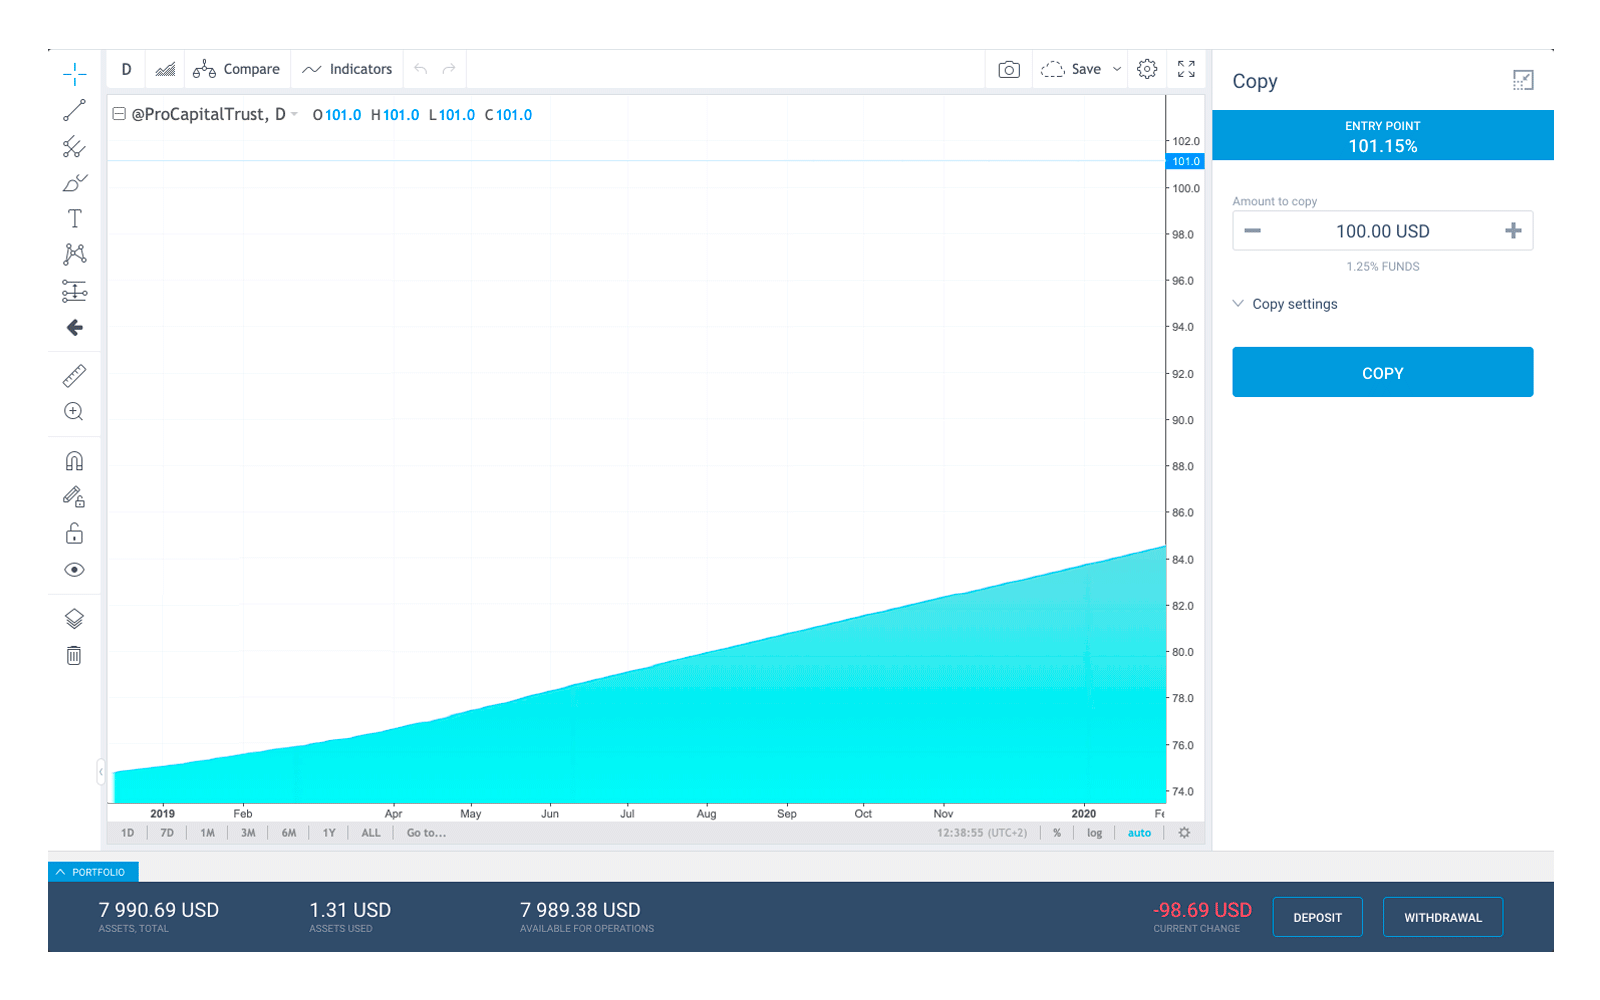 D
Compare
Indicators
Save
@ProCapitalTrust, D O101.0 H101.0 L101.0 C101.0
102.0
101.0
100.0
98.0
96.0
94.0
92.0
90.0
88.0
86.0
84.0
82.0
80.0
78.0
76.0
74.0
2019 Feb Apr May Jun Jul Aug Sep Oct Nov 2020
1D 7D 1M 3M 6M 1Y ALL Go to... 12:38:55 (UTC+2) % log auto
Copy
ENTRY POINT
101.15%
Amount to copy
100.00 USD
1.25% FUNDS
Copy settings
COPY
PORTFOLIO
7 990.69 USD
ASSETS, TOTAL
1.31 USD
ASSETS USED
7 989.38 USD
AVAILABLE FOR OPERATIONS
-98.69 USD
CURRENT CHANGE
DEPOSIT
WITHDRAWAL